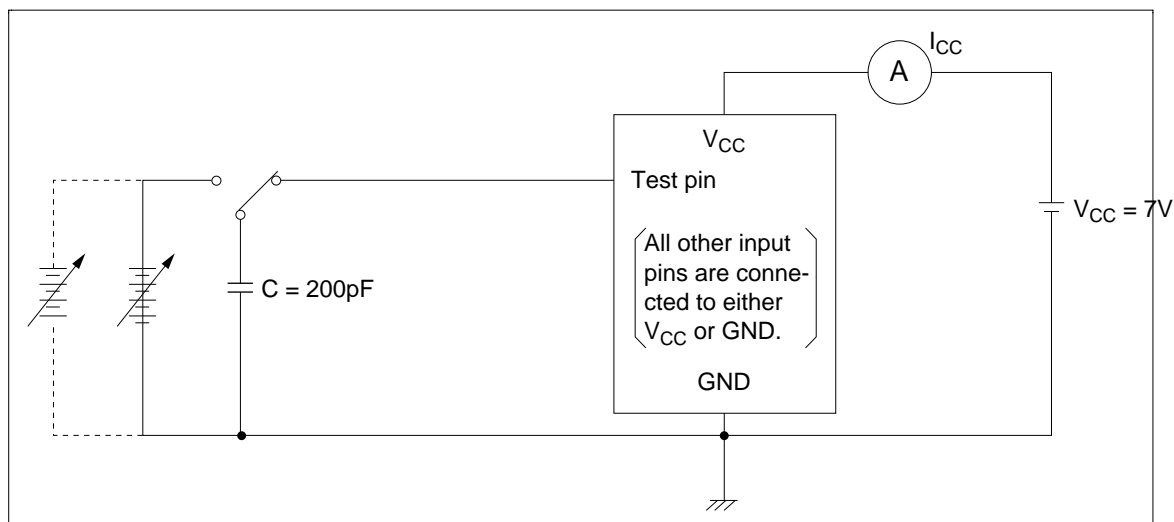 I_CC
A
V_CC
Test pin
V_CC = 7V
All other input
pins are conne-
cted to either
V_CC or GND.
C = 200pF
GND